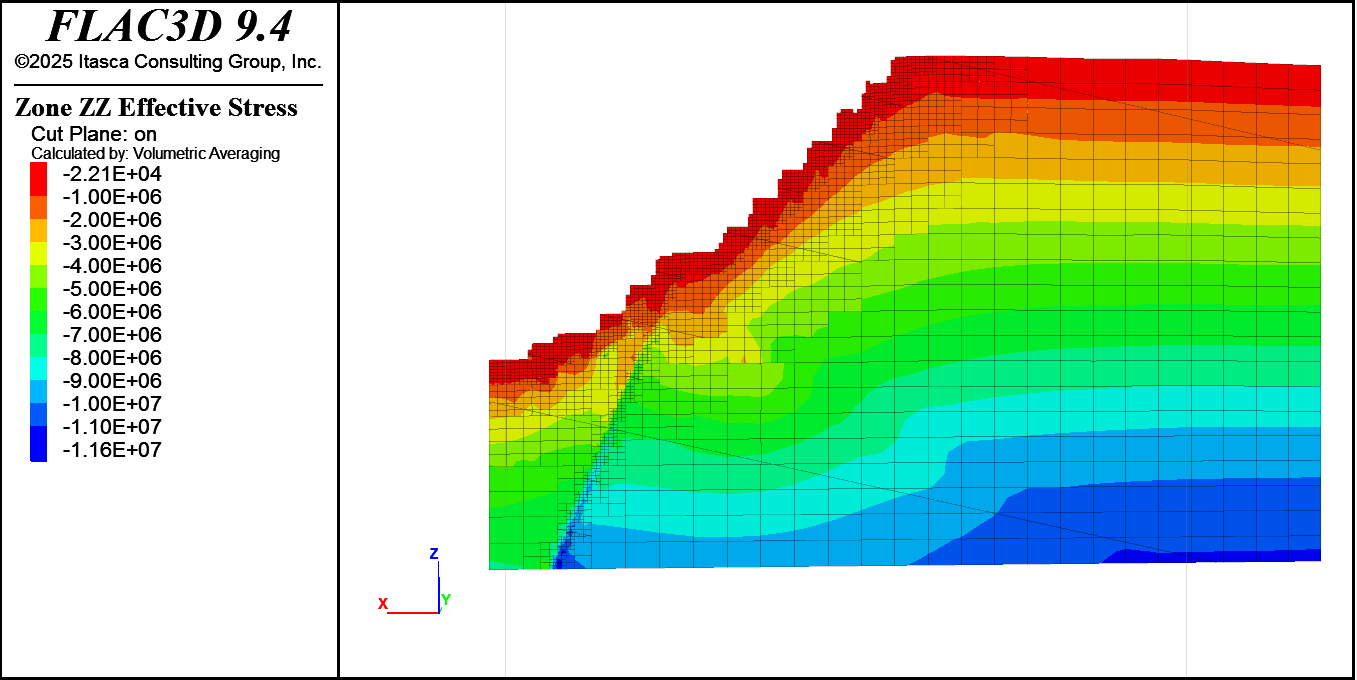 FLAC3D 9.4
©2025 Itasca Consulting Group, Inc.
Zone ZZ Effective Stress
Cut Plane: on
Calculated by: Volumetric Averaging
-2.21E+04
-1.00E+06
-2.00E+06
-3.00E+06
-4.00E+06
-5.00E+06
-6.00E+06
-7.00E+06
-8.00E+06
-9.00E+06
-1.00E+07
-1.10E+07
-1.16E+07
Z
X Y